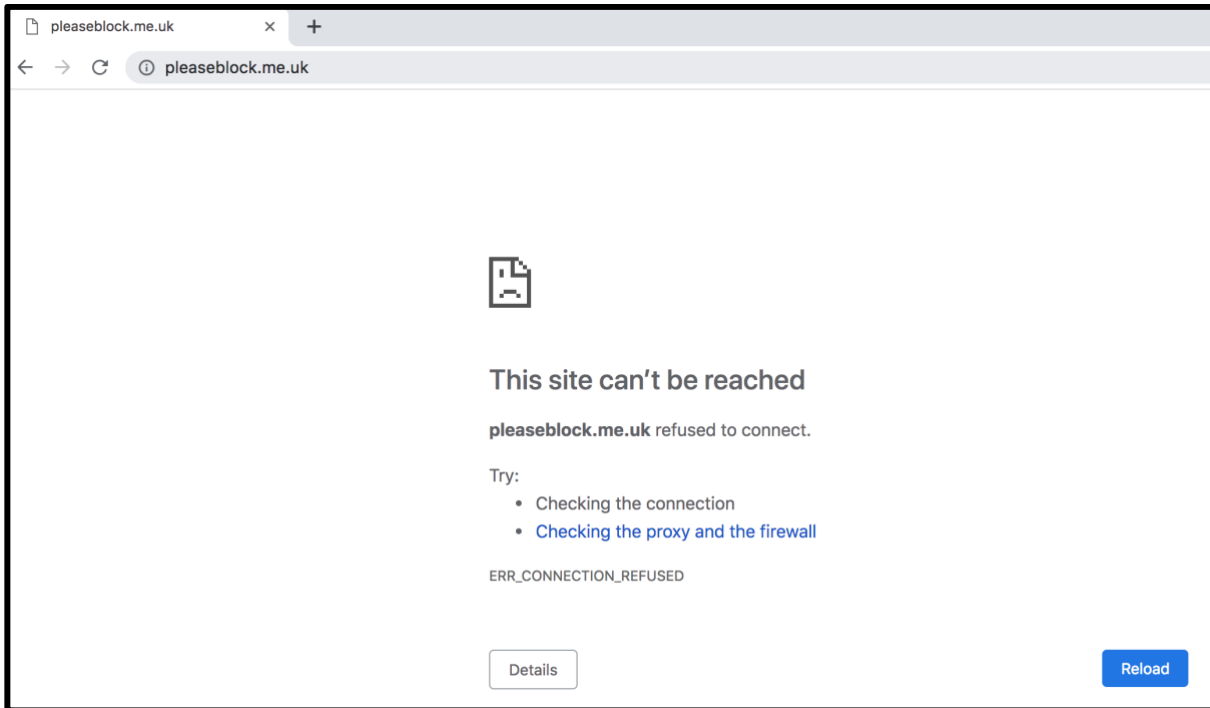 pleaseblock.me.uk
pleaseblock.me.uk
This site can't be reached
pleaseblock.me.uk refused to connect.
Try:
• Checking the connection
• Checking the proxy and the firewall
ERR_CONNECTION_REFUSED
Details Reload